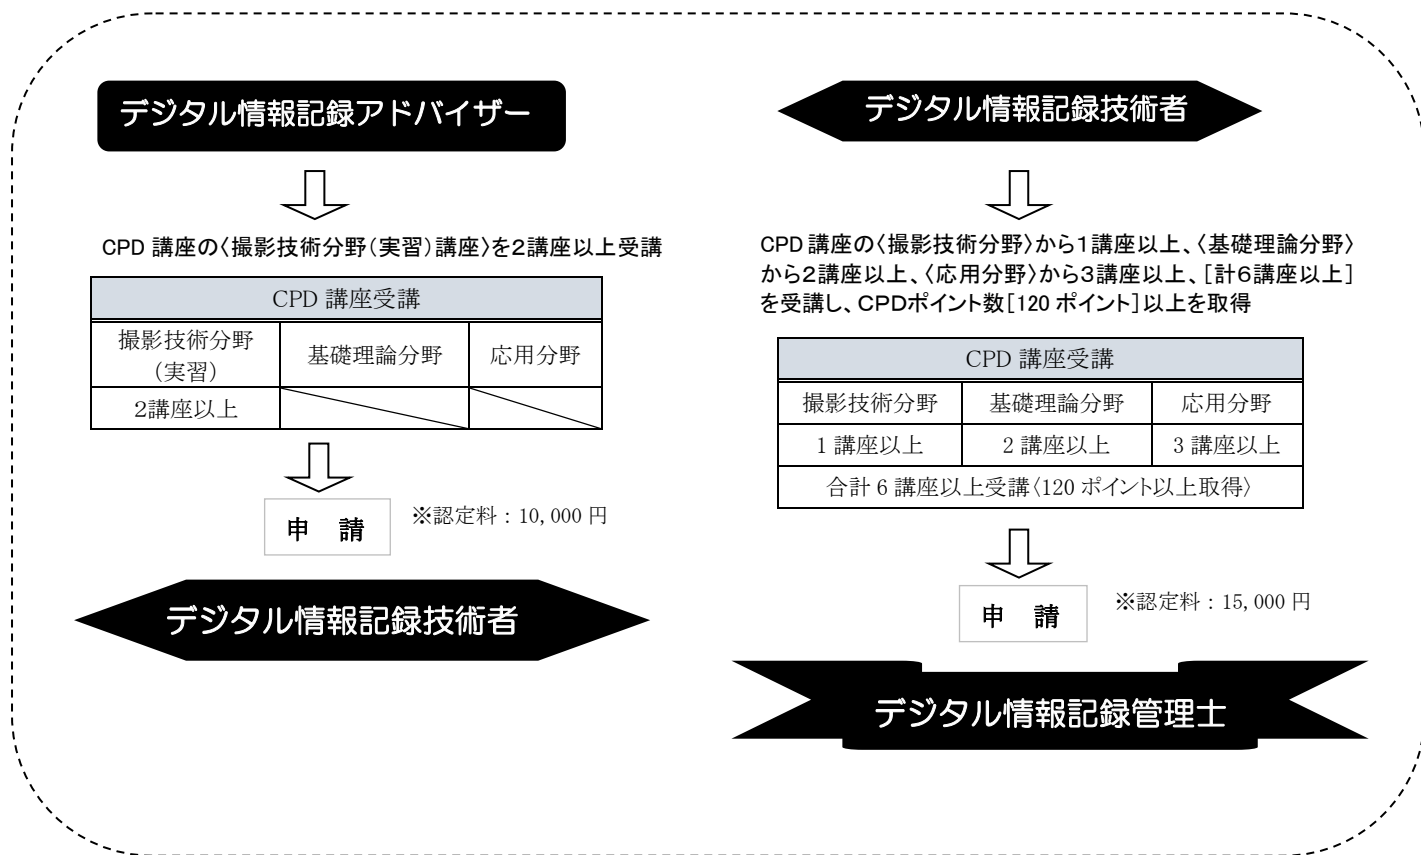 デジタル情報記録アドバイザー
CPD 講座の〈撮影技術分野(実習)講座〉を2講座以上受講
CPD 講座受講
撮影技術分野
(実習)
基礎理論分野
応用分野
2講座以上
申　請
※認定料:10,000 円
デジタル情報記録技術者
デジタル情報記録技術者
CPD 講座の〈撮影技術分野〉から1講座以上、〈基礎理論分野〉
から2講座以上、〈応用分野〉から3講座以上、[計6講座以上]
を受講し、CPDポイント数[120 ポイント]以上を取得
CPD 講座受講
撮影技術分野 基礎理論分野 応用分野
1 講座以上 2 講座以上 3 講座以上
合計 6 講座以上受講〈120 ポイント以上取得〉
申　請
※認定料:15,000 円
デジタル情報記録管理士